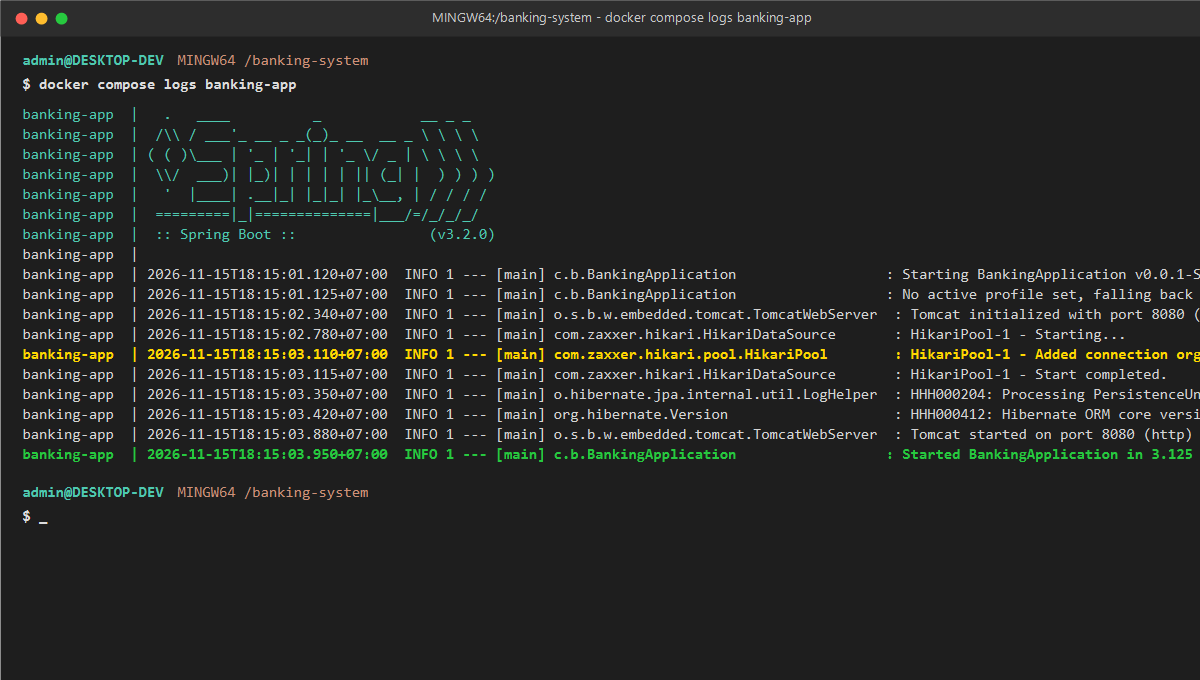 MINGW64:/banking-system - docker compose logs banking-app
admin@DESKTOP-DEV MINGW64 /banking-system
$ docker compose logs banking-app
banking-app  |   .   ____          _            __ _ _
banking-app  |  /\\ / ___'_ __ _ _(_)_ __  __ _ \ \ \ \
banking-app  | ( ( )\___ | '_ | '_| | '_ \/ _ | \ \ \ \
banking-app  |  \\/  ___)| |_)| | | | | || (_| |  ) ) ) )
banking-app  |   '  |____| .__|_| |_|_| |_\__, | / / / /
banking-app  |  =========|_|==============|___/=/_/_/_/
banking-app  |  :: Spring Boot ::                (v3.2.0)
banking-app  |
banking-app  | 2026-11-15T18:15:01.120+07:00  INFO 1 --- [main] c.b.BankingApplication                  : Starting BankingApplication v0.0.1-S
banking-app  | 2026-11-15T18:15:01.125+07:00  INFO 1 --- [main] c.b.BankingApplication                  : No active profile set, falling back
banking-app  | 2026-11-15T18:15:02.340+07:00  INFO 1 --- [main] o.s.b.w.embedded.tomcat.TomcatWebServer  : Tomcat initialized with port 8080 (
banking-app  | 2026-11-15T18:15:02.780+07:00  INFO 1 --- [main] com.zaxxer.hikari.HikariDataSource       : HikariPool-1 - Starting...
banking-app  | 2026-11-15T18:15:03.110+07:00  INFO 1 --- [main] com.zaxxer.hikari.pool.HikariPool        : HikariPool-1 - Added connection org
banking-app  | 2026-11-15T18:15:03.115+07:00  INFO 1 --- [main] com.zaxxer.hikari.HikariDataSource       : HikariPool-1 - Start completed.
banking-app  | 2026-11-15T18:15:03.350+07:00  INFO 1 --- [main] o.hibernate.jpa.internal.util.LogHelper  : HHH000204: Processing PersistenceUn
banking-app  | 2026-11-15T18:15:03.420+07:00  INFO 1 --- [main] org.hibernate.Version                    : HHH000412: Hibernate ORM core versi
banking-app  | 2026-11-15T18:15:03.880+07:00  INFO 1 --- [main] o.s.b.w.embedded.tomcat.TomcatWebServer  : Tomcat started on port 8080 (http)
banking-app  | 2026-11-15T18:15:03.950+07:00  INFO 1 --- [main] c.b.BankingApplication                  : Started BankingApplication in 3.125
admin@DESKTOP-DEV MINGW64 /banking-system
$ _